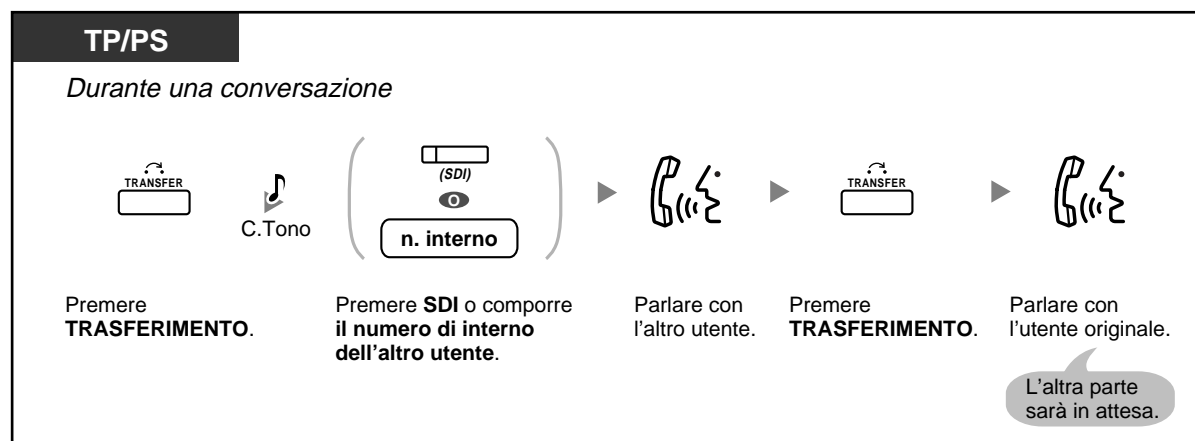 TP/PS
Durante una conversazione
TRANSFER
C.Tono
(SDI)
O
n. interno
TRANSFER
Premere
TRASFERIMENTO.
Premere SDI o comporre
il numero di interno
dell'altro utente.
Parlare con
l'altro utente.
Premere
TRASFERIMENTO.
Parlare con
l'utente originale.
L'altra parte
sarà in attesa.